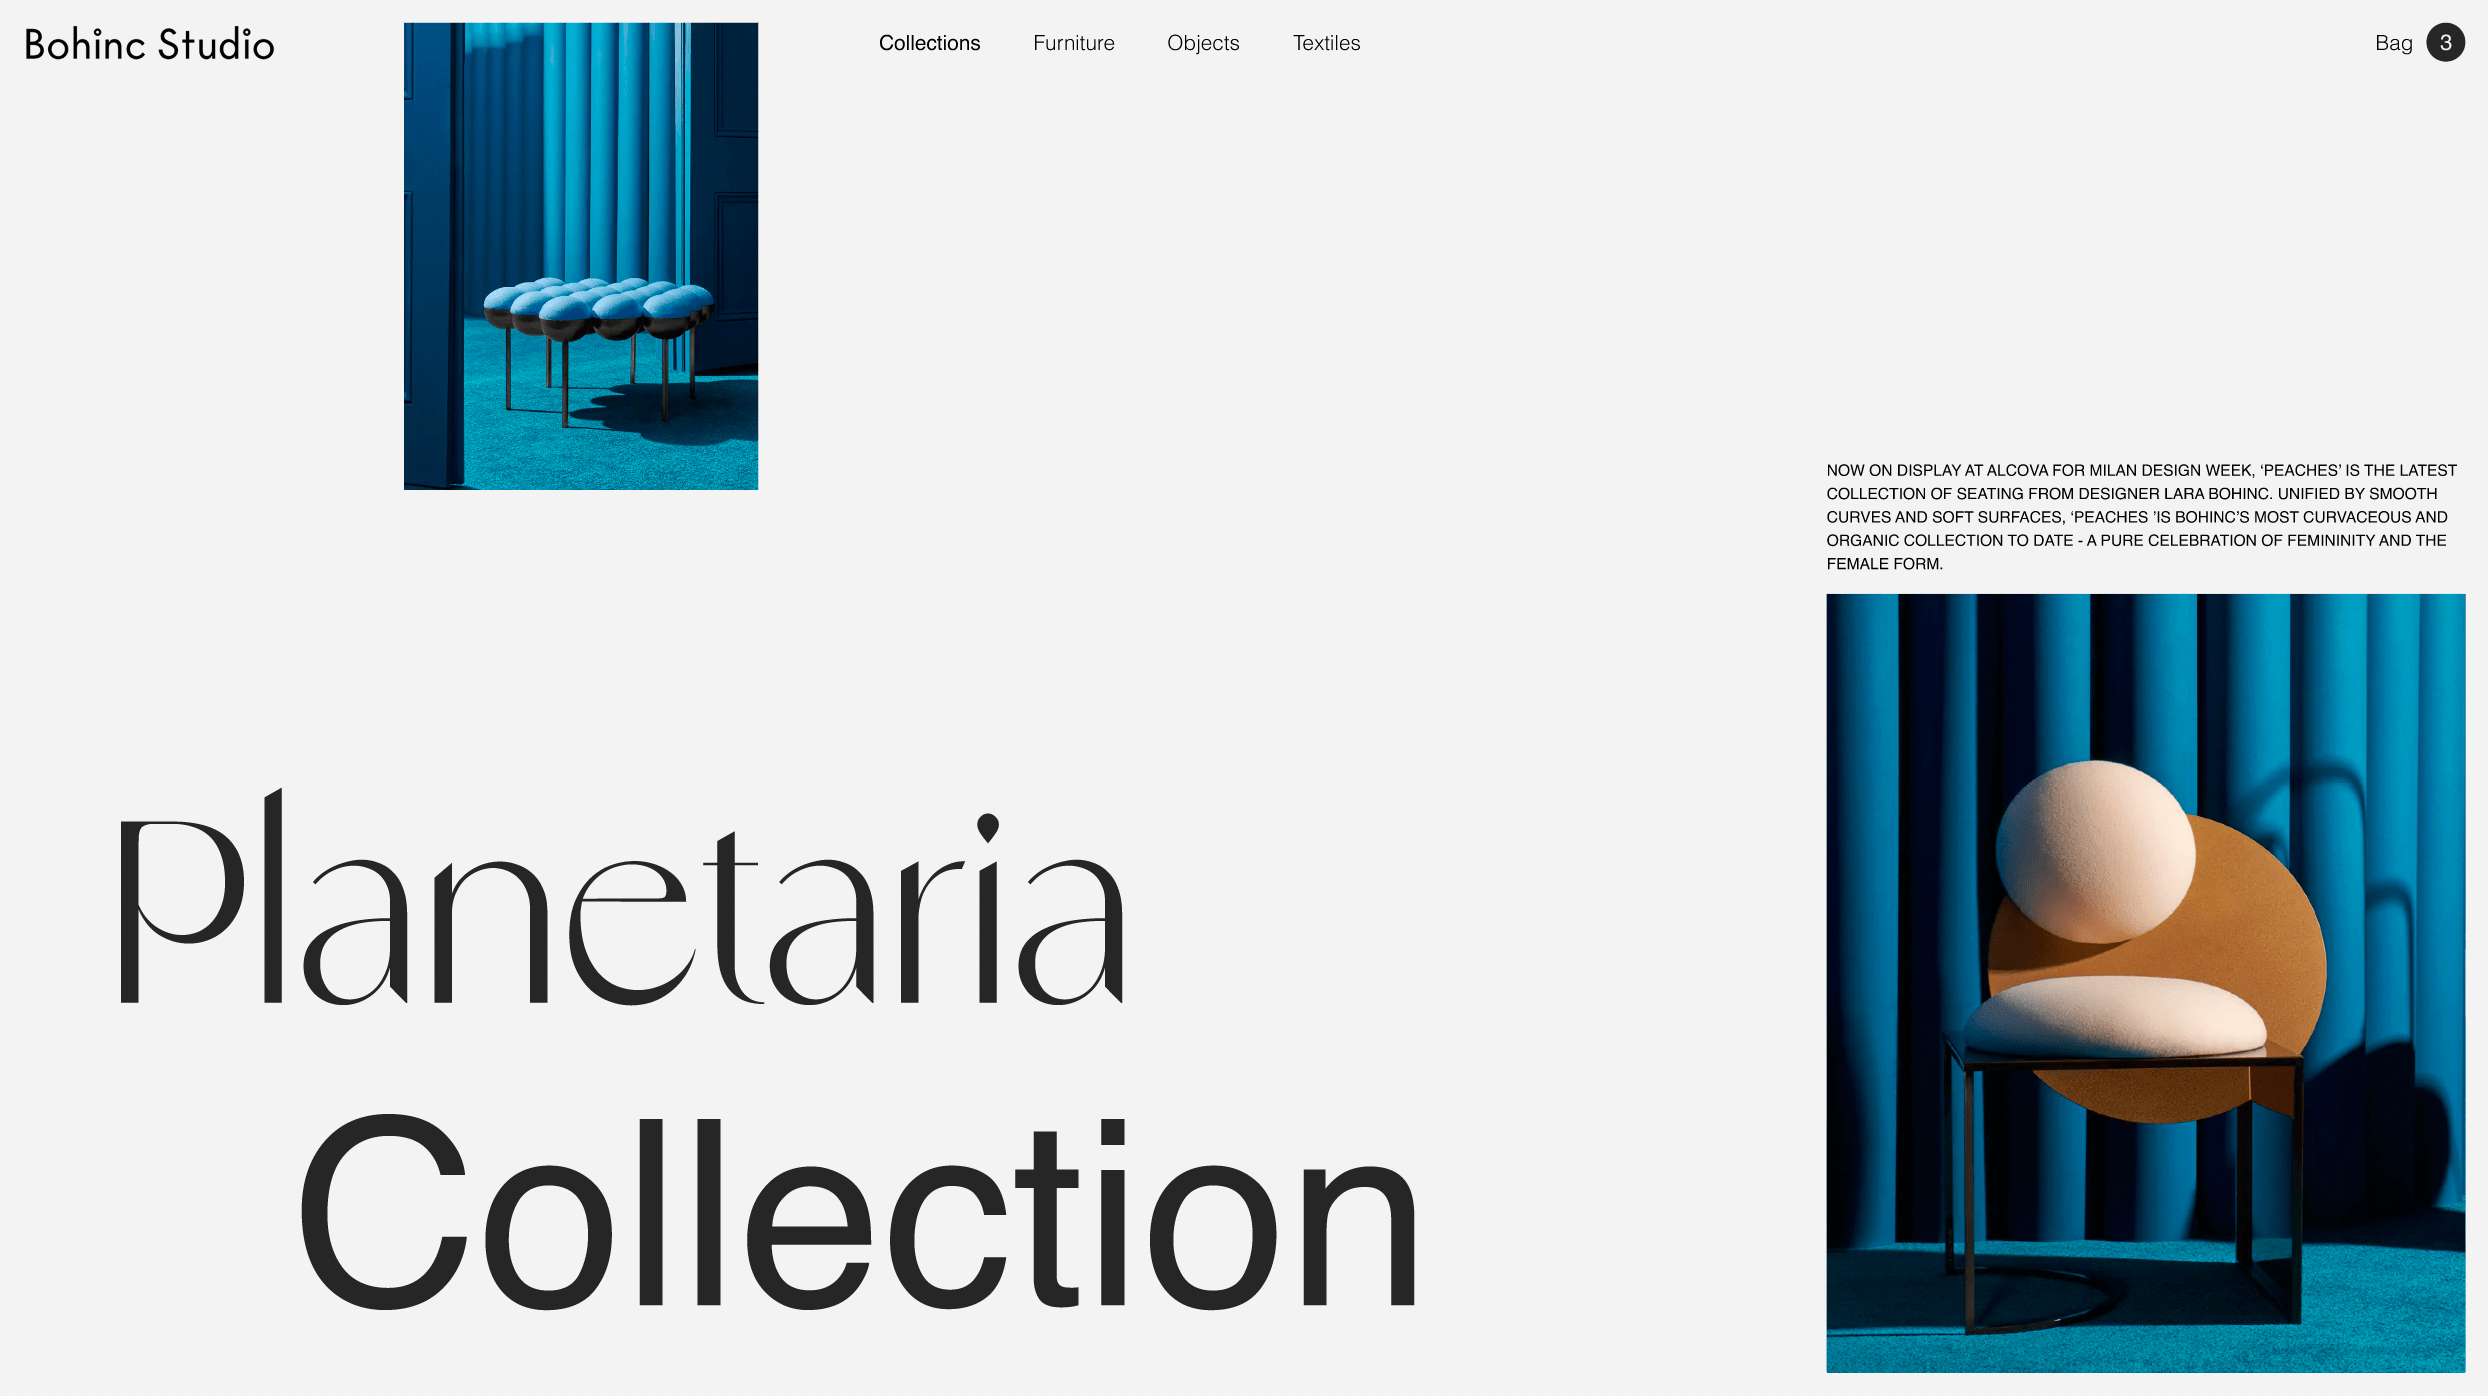 Bohinc Studio
Collections Furniture Objects Textiles
Bag 3
NOW ON DISPLAY AT ALCOVA FOR MILAN DESIGN WEEK, ‘PEACHES’ IS THE LATEST
COLLECTION OF SEATING FROM DESIGNER LARA BOHINC. UNIFIED BY SMOOTH
CURVES AND SOFT SURFACES, ‘PEACHES ’IS BOHINC’S MOST CURVACEOUS AND
ORGANIC COLLECTION TO DATE - A PURE CELEBRATION OF FEMININITY AND THE
FEMALE FORM.
Planetaria
Collection